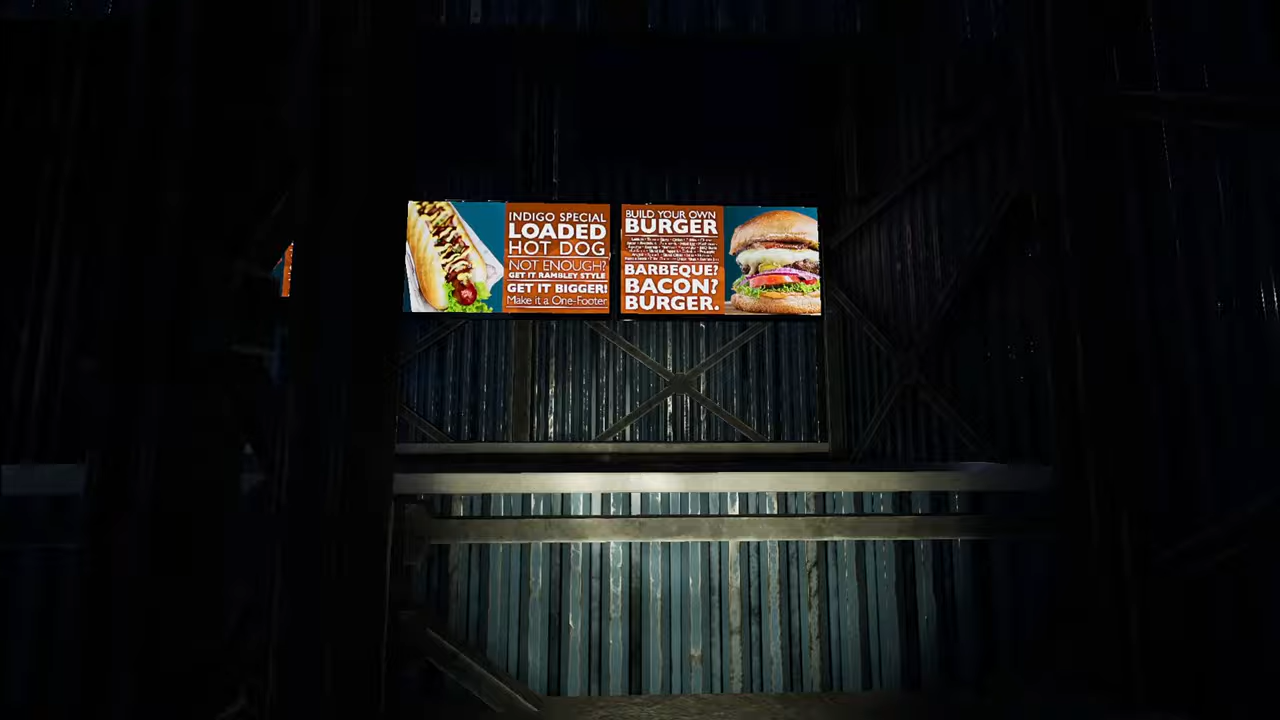 INDIGO SPECIAL
LOADED
HOT DOG
NOT ENOUGH?
GET IT RAMBLEY STYLE
GET IT BIGGER!
Make it a One-Footer
BUILD YOUR OWN
BURGER
BARBEQUE?
BACON?
BURGER.